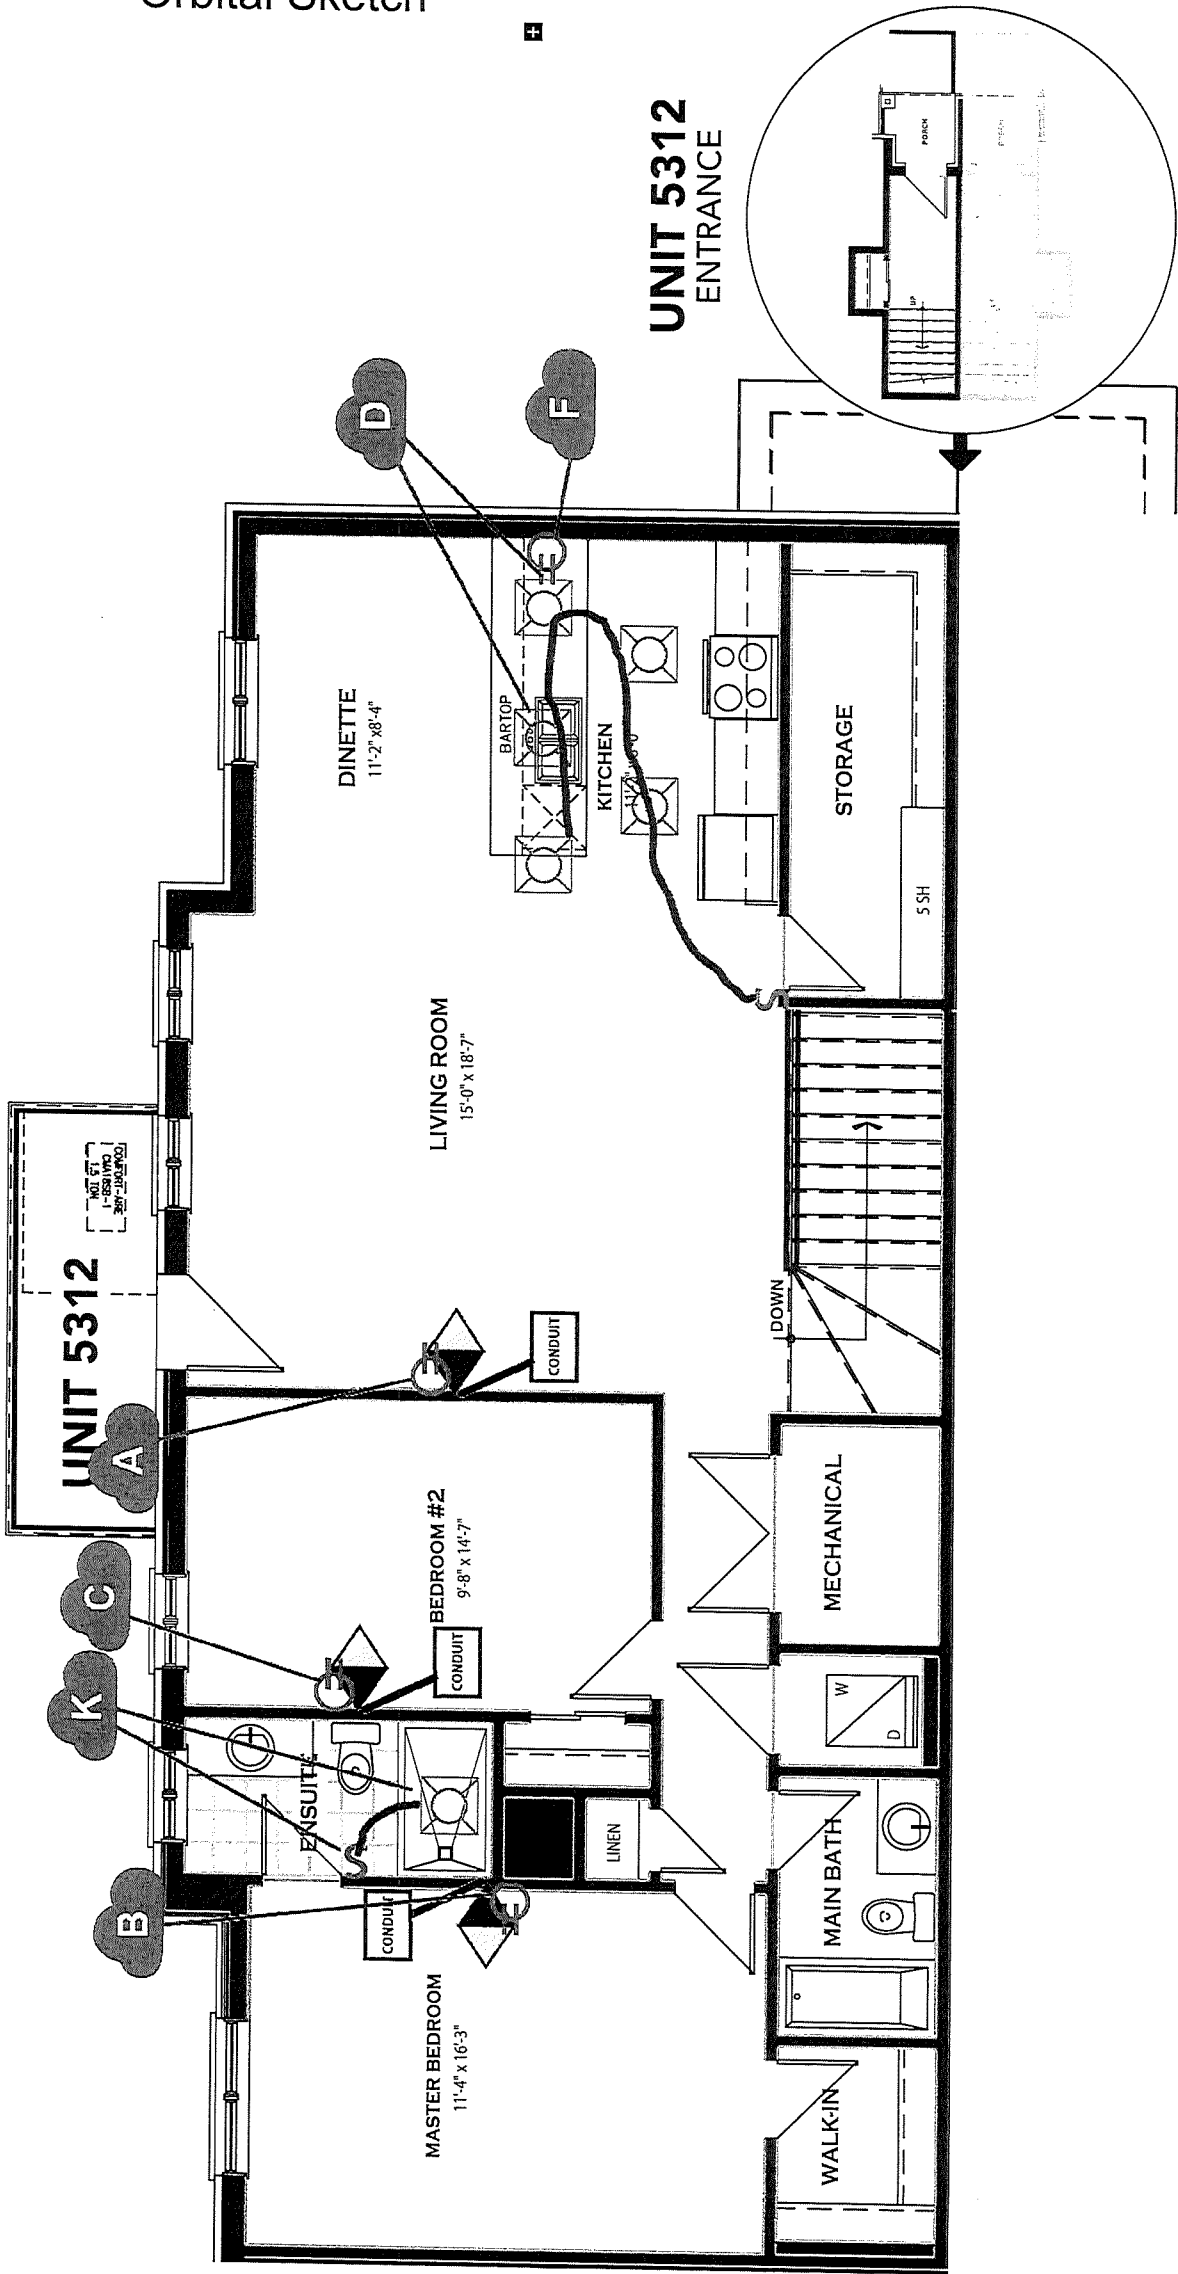 Orbital Sketch
UNIT 5312
ENTRANCE
PORCH
UP
D
F
DINETTE
11'-2" x8'-4"
BARTOP
KITCHEN
STORAGE
5 SH
LIVING ROOM
15'-0" x 18'-7"
COMFORT-AIRE
1.5 TON
UNIT 5312
DOWN
CONDUIT
A
BEDROOM #2
9'-8" x 14'-7"
MECHANICAL
C
CONDUIT
K
ENSUITE
W
D
LINEN
MAIN BATH
B
CONDUIT
MASTER BEDROOM
11'-4" x 16'-3"
WALK-IN